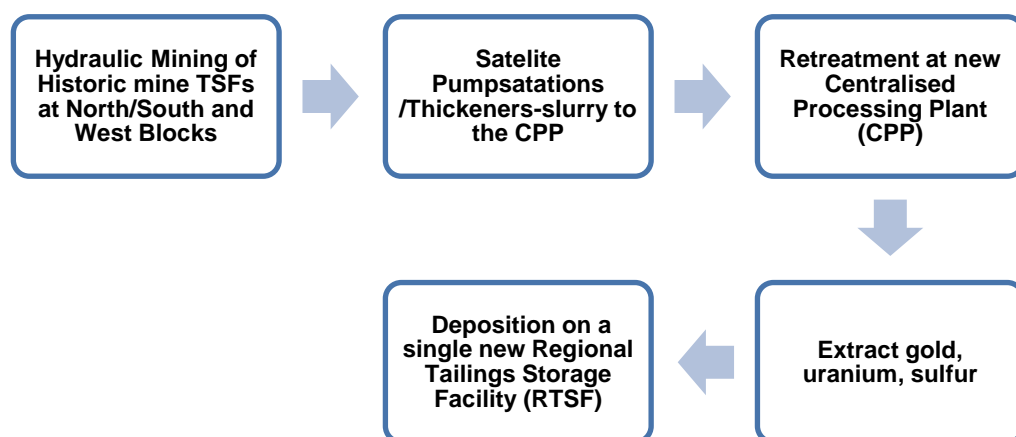 Hydraulic Mining of
Historic mine TSFs
at North/South and
West Blocks
Satelite
Pumpsatations
/Thickeners-slurry to
the CPP
Retreatment at new
Centralised
Processing Plant
(CPP)
Extract gold,
uranium, sulfur
Deposition on a
single new Regional
Tailings Storage
Facility (RTSF)